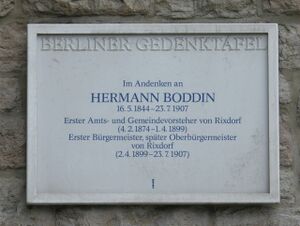 BERLINER GEDENKTAFEL
Im Andenken an
HERMANN BODDIN
16.5.1844–23.7.1907
Erster Amts- und Gemeindevorsteher von Rixdorf
(4.2.1874–1.4.1899)
Erster Bürgermeister, später Oberbürgermeister
von Rixdorf
(2.4.1899–23.7.1907)